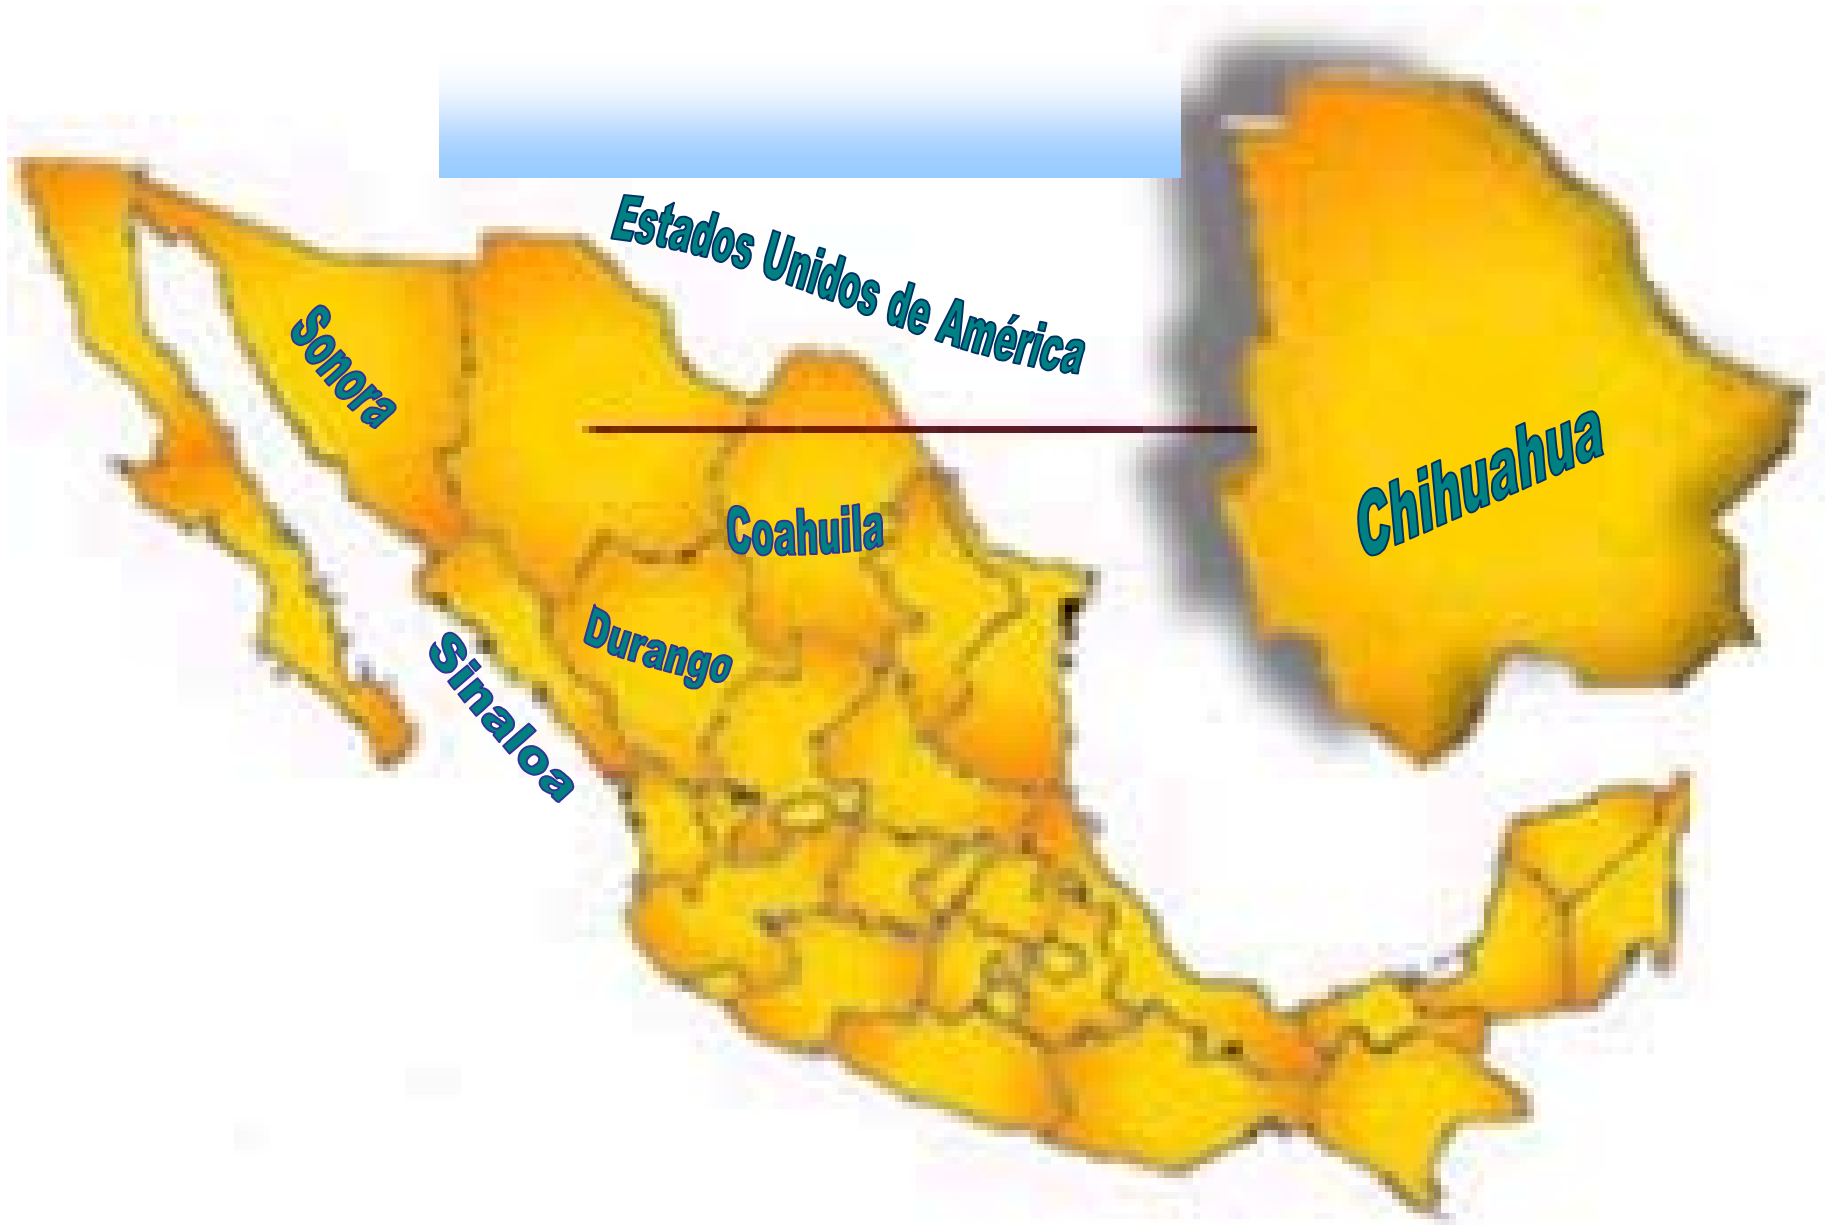 Estados Unidos de América
Sonora
Chihuahua
Coahuila
Durango
Sinaloa